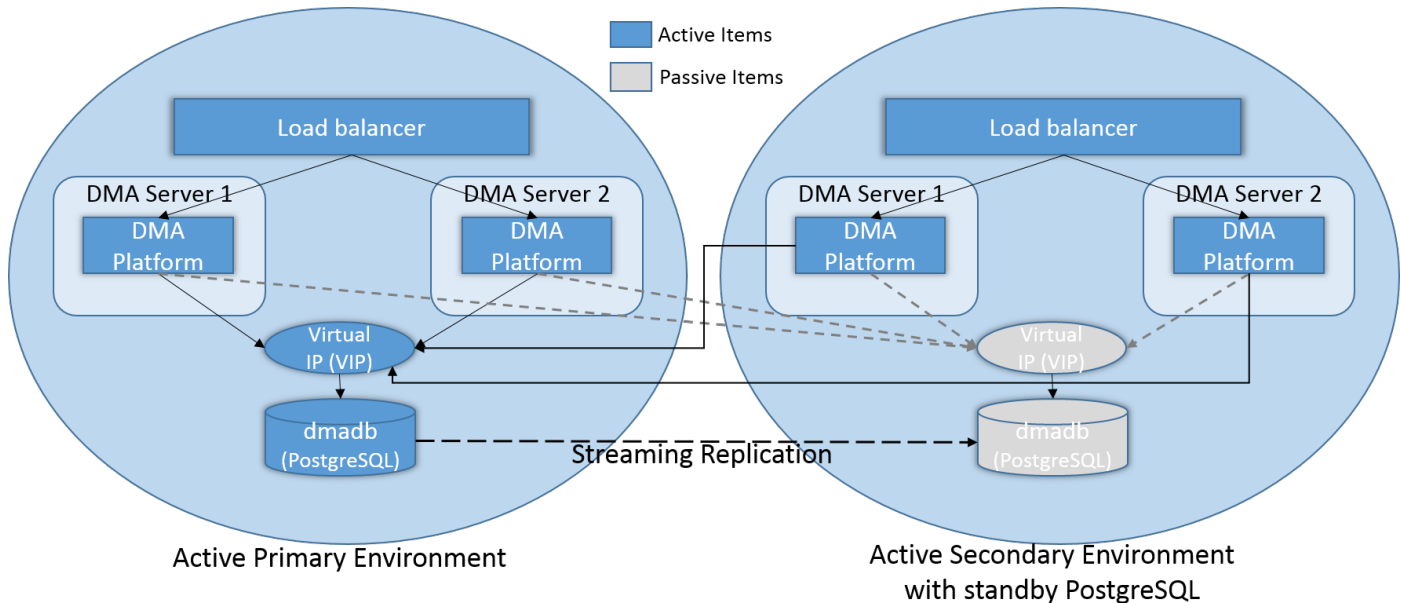 Active Items
Passive Items
Load balancer
DMA Server 1
DMA
Platform
DMA Server 2
DMA
Platform
Virtual
IP (VIP)
dmadb
(PostgreSQL)
Active Primary Environment
Streaming Replication
Load balancer
DMA Server 1
DMA
Platform
DMA Server 2
DMA
Platform
Virtual
IP (VIP)
dmadb
(PostgreSQL)
Active Secondary Environment
with standby PostgreSQL